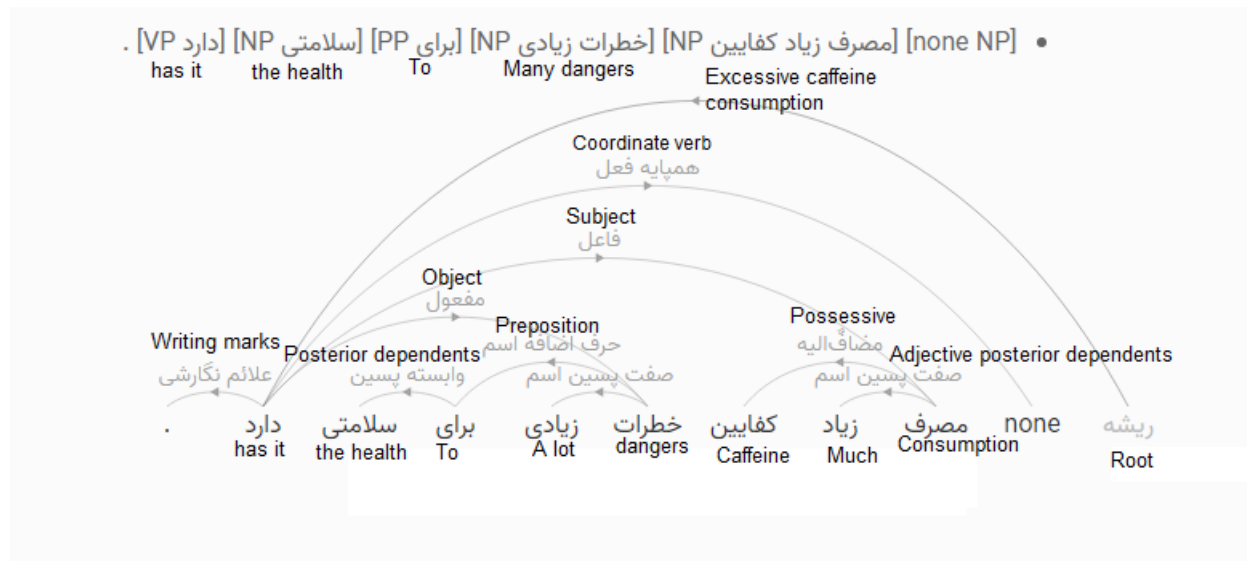 • [none NP] [مصرف زیاد کفایین NP] [خطرات زیادی NP] [برای PP] [سلامتی NP] [دارد VP] .
has it the health To Many dangers Excessive caffeine consumption
Coordinate verb
همپایه فعل
Subject
فاعل
Object
مفعول
Writing marks Posterior dependents Preposition Possessive Adjective posterior dependents
علائم نگارشی وابسته پسین حرف اضافه اسم صفت پسین اسم مضاف‌الیه صفت پسین اسم
ریشه none مصرف زیاد کفایین خطرات زیادی برای سلامتی دارد .
has it the health To A lot dangers Caffeine Much Consumption Root